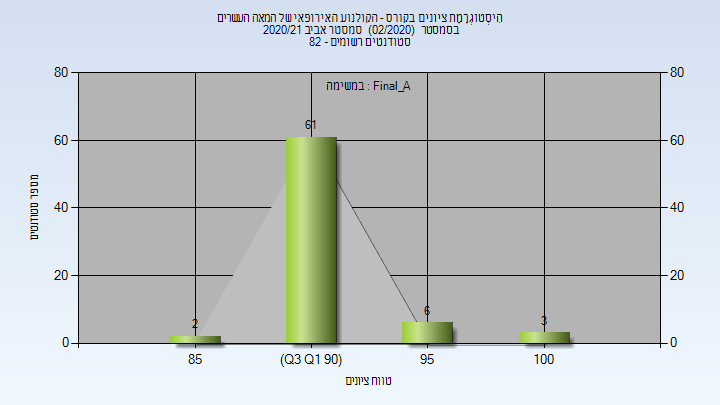 היסטוגרמת ציונים בקורס - הקולנוע האירופאי של המאה העשרים
בסמסטר (02/2020) סמסטר אביב 2020/21
סטודנטים רשומים - 82
במשימה : Final_A
80
60
40
20
0
80
60
40
20
0
מספר סטודנטים
2
61
6
3
85
(Q3 Q1 90)
95
100
טווח ציונים